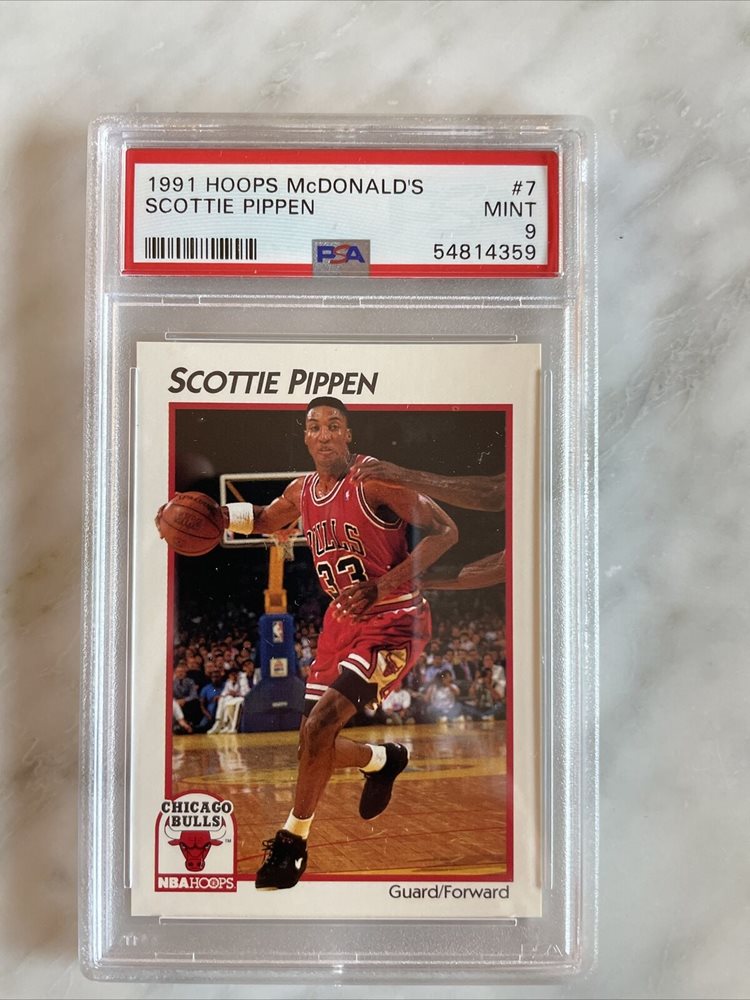 1991 HOOPS McDONALD'S #7
SCOTTIE PIPPEN MINT
9
PSA 54814359
SCOTTIE PIPPEN
BULLS
33
CHICAGO
BULLS
TM
NBA HOOPS
Guard/Forward